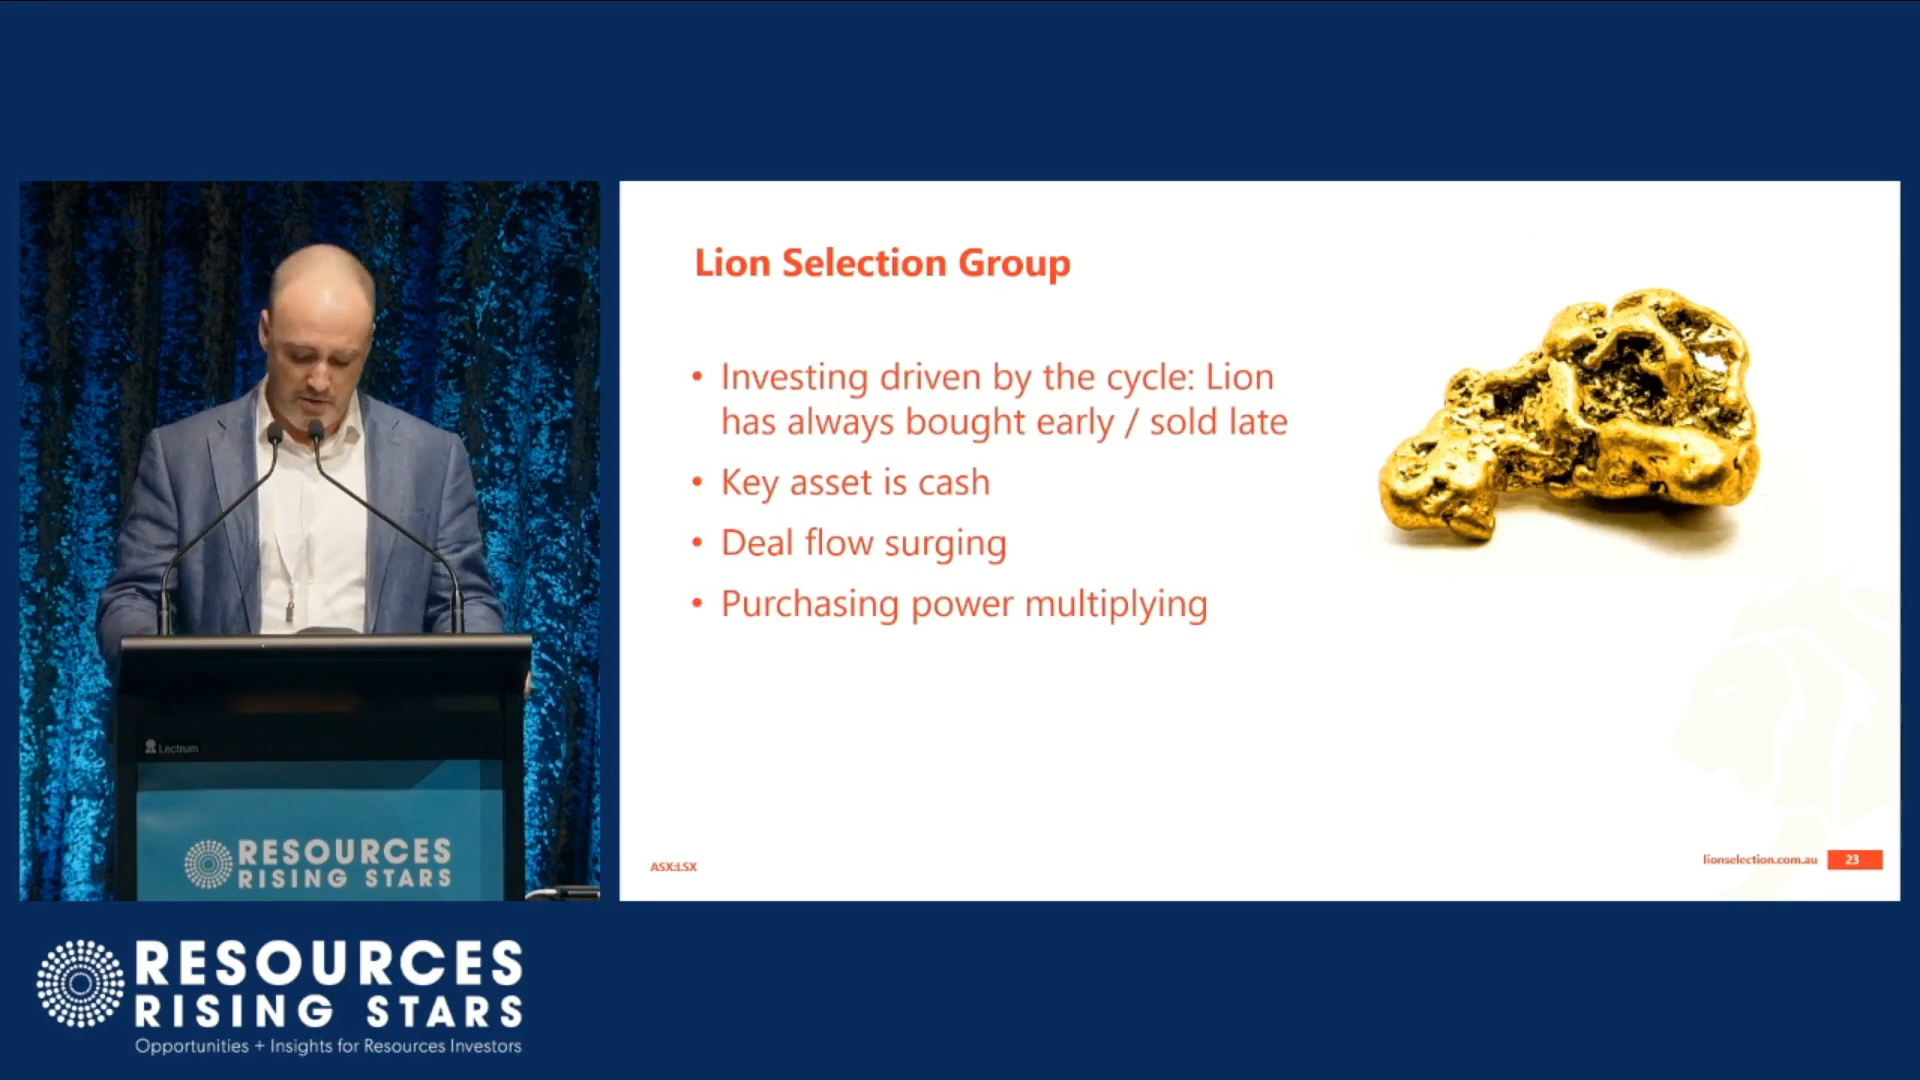 Lion Selection Group
• Investing driven by the cycle: Lion
has always bought early / sold late
• Key asset is cash
• Deal flow surging
• Purchasing power multiplying
ASX:LSX
lionselection.com.au 23
Lectrum
RESOURCES
RISING STARS
RESOURCES
RISING STARS
Opportunities + Insights for Resources Investors